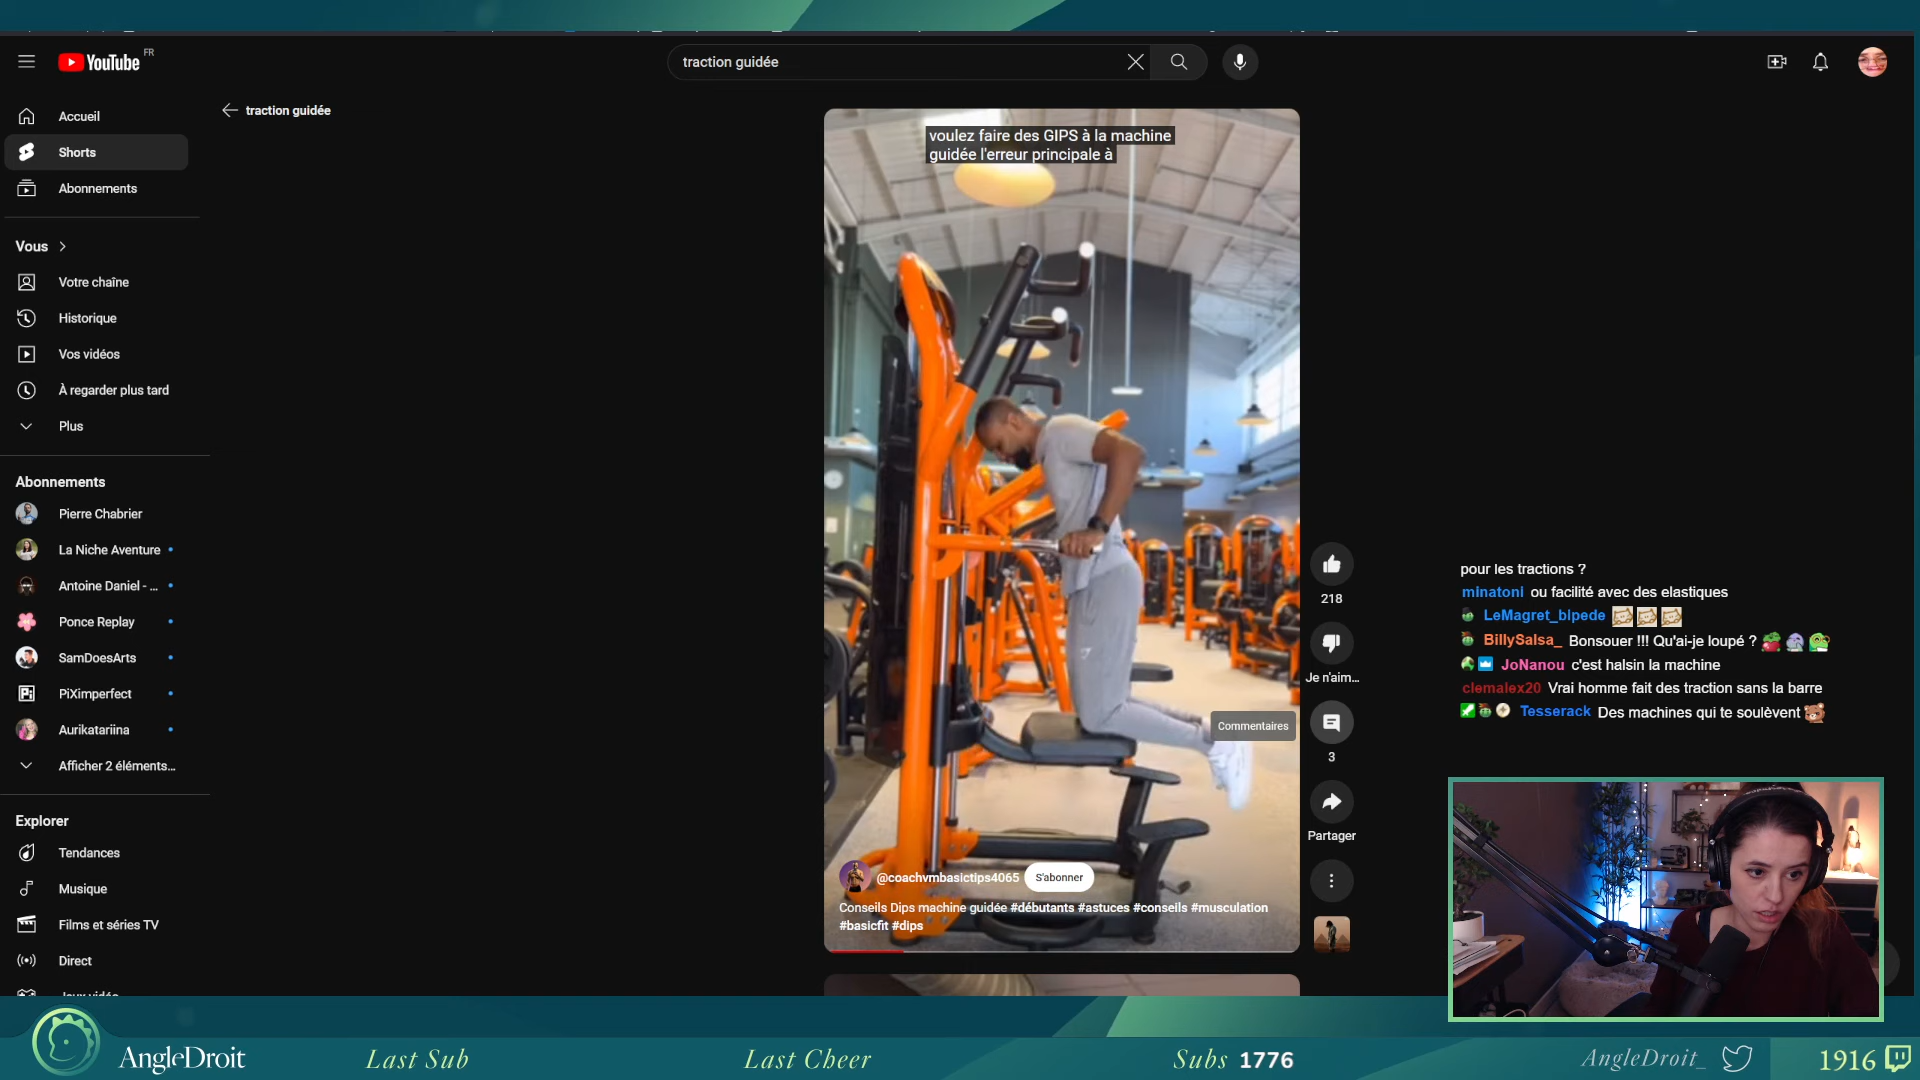 YouTube FR
traction guidée
Accueil
Shorts
Abonnements
Vous
Votre chaîne
Historique
Vos vidéos
À regarder plus tard
Plus
Abonnements
Pierre Chabrier
La Niche Aventure
Antoine Daniel - ...
Ponce Replay
SamDoesArts
PiXimperfect
Aurikatariina
Afficher 2 éléments...
Explorer
Tendances
Musique
Films et séries TV
Direct
Jeux vidéo
traction guidée
voulez faire des GIPS à la machine
guidée l'erreur principale à
218
Je n'aim...
Commentaires
3
Partager
@coachvmbasictips4065 S'abonner
Conseils Dips machine guidée #débutants #astuces #conseils #musculation
#basicfit #dips
pour les tractions ?
minatoni ou facilité avec des elastiques
LeMagret_bipede
BillySalsa_ Bonsouer !!! Qu'ai-je loupé ?
JoNanou c'est halsin la machine
clemalex20 Vrai homme fait des traction sans la barre
Tesserack Des machines qui te soulèvent
AngleDroit
Last Sub
Last Cheer
Subs 1776
AngleDroit_
1916